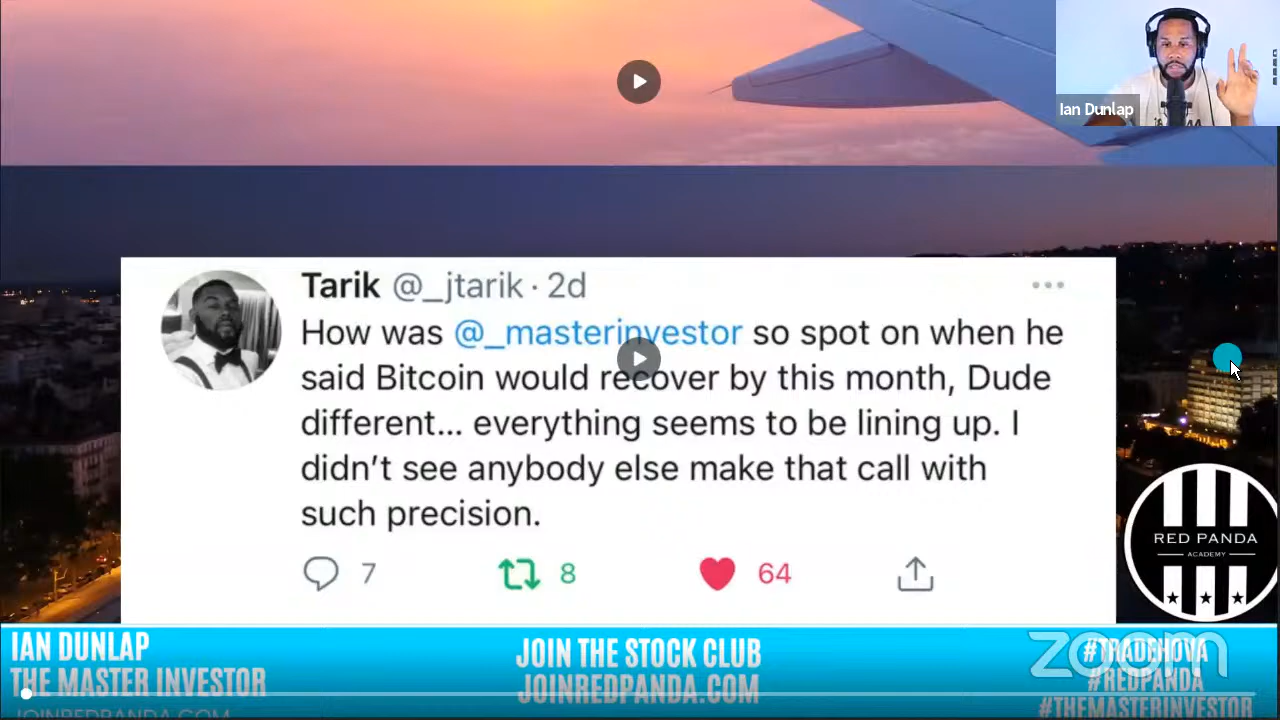 Ian Dunlap
Tarik @_jtarik · 2d
How was @_masterinvestor so spot on when he
said Bitcoin would recover by this month, Dude
different... everything seems to be lining up. I
didn't see anybody else make that call with
such precision.
7 8 64
RED PANDA
ACADEMY
IAN DUNLAP
THE MASTER INVESTOR
JOINREDPANDA.COM
JOIN THE STOCK CLUB
JOINREDPANDA.COM
zoom
#TRADEHOVA
#REDPANDA
#THEMASTERINVESTOR